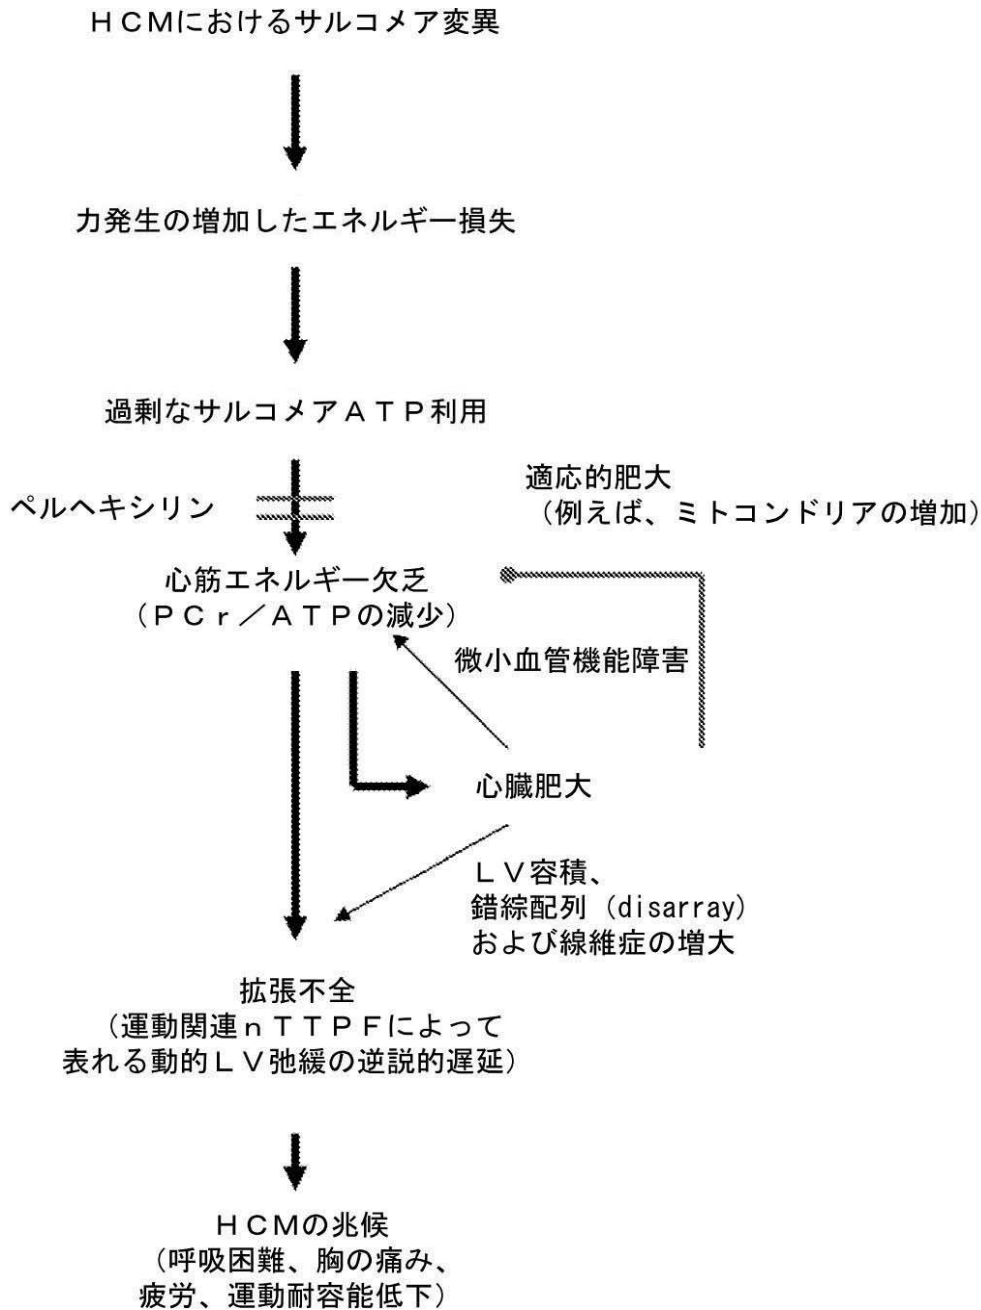 ＨＣＭにおけるサルコメア変異
力発生の増加したエネルギー損失
過剰なサルコメアＡＴＰ利用
適応的肥大
（例えば、ミトコンドリアの増加）
ペルヘキシリン
心筋エネルギー欠乏
（ＰＣｒ／ＡＴＰの減少）
微小血管機能障害
心臓肥大
ＬＶ容積、
錯綜配列（disarray）
および線維症の増大
拡張不全
（運動関連ｎＴＴＰＦによって
表れる動的ＬＶ弛緩の逆説的遅延）
ＨＣＭの兆候
（呼吸困難、胸の痛み、
疲労、運動耐容能低下）